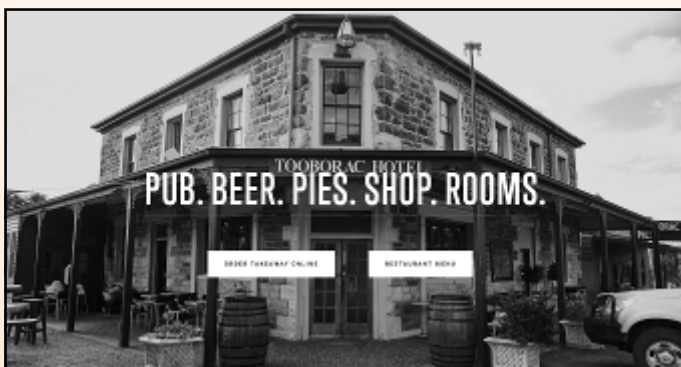 TOOBORAC HOTEL
PUB. BEER. PIES. SHOP. ROOMS.
ORDER TAKEAWAY ONLINE
RESTAURANT MENU